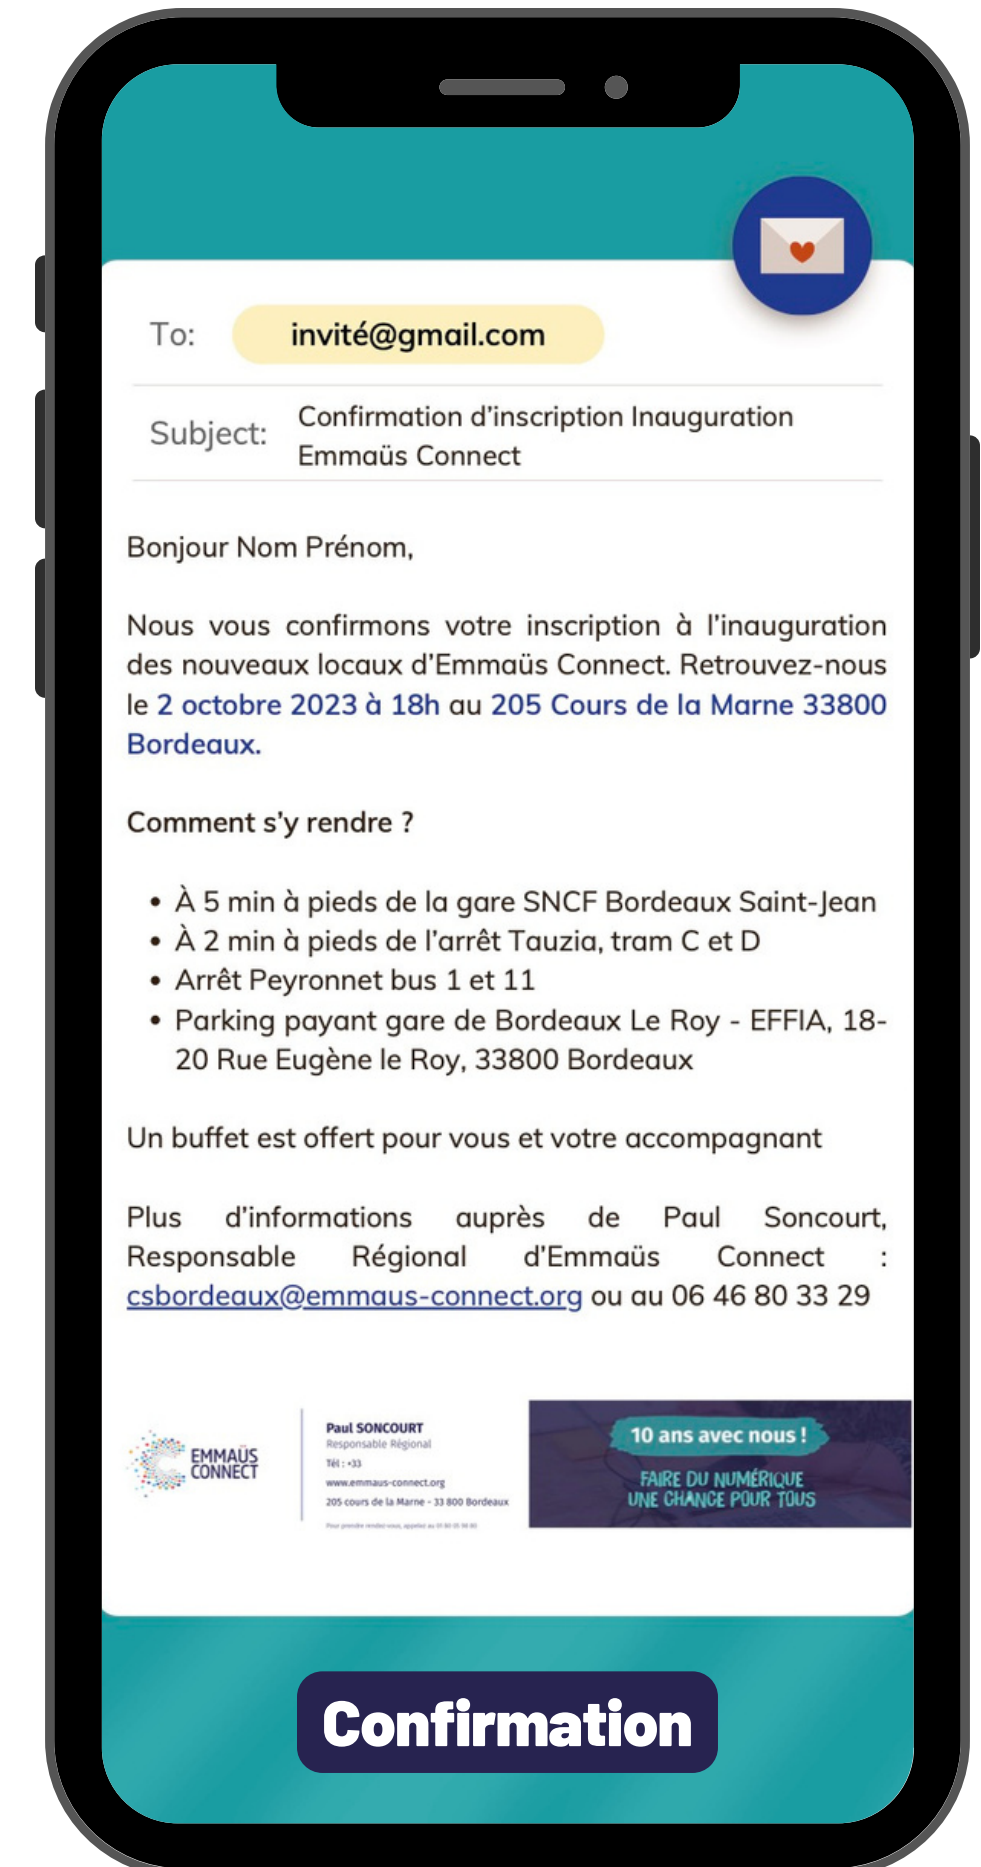 To:
invité@gmail.com
Subject:
Confirmation d'inscription Inauguration
Emmaüs Connect
Bonjour Nom Prénom,
Nous vous confirmons votre inscription à l'inauguration
des nouveaux locaux d'Emmaüs Connect. Retrouvez-nous
le 2 octobre 2023 à 18h au 205 Cours de la Marne 33800
Bordeaux.
Comment s'y rendre ?
• À 5 min à pieds de la gare SNCF Bordeaux Saint-Jean
• À 2 min à pieds de l'arrêt Tauzia, tram C et D
• Arrêt Peyronnet bus 1 et 11
• Parking payant gare de Bordeaux Le Roy - EFFIA, 18-
20 Rue Eugène le Roy, 33800 Bordeaux
Un buffet est offert pour vous et votre accompagnant
Plus d'informations auprès de Paul Soncourt,
Responsable Régional d'Emmaüs Connect :
csbordeaux@emmaus-connect.org ou au 06 46 80 33 29
EMMAÜS
CONNECT
Paul SONCOURT
Responsable Régional
Tél : +33
www.emmaus-connect.org
205 cours de la Marne - 33 800 Bordeaux
Pour prendre rendez-vous, appelez au
10 ans avec nous !
FAIRE DU NUMÉRIQUE
UNE CHANCE POUR TOUS
Confirmation